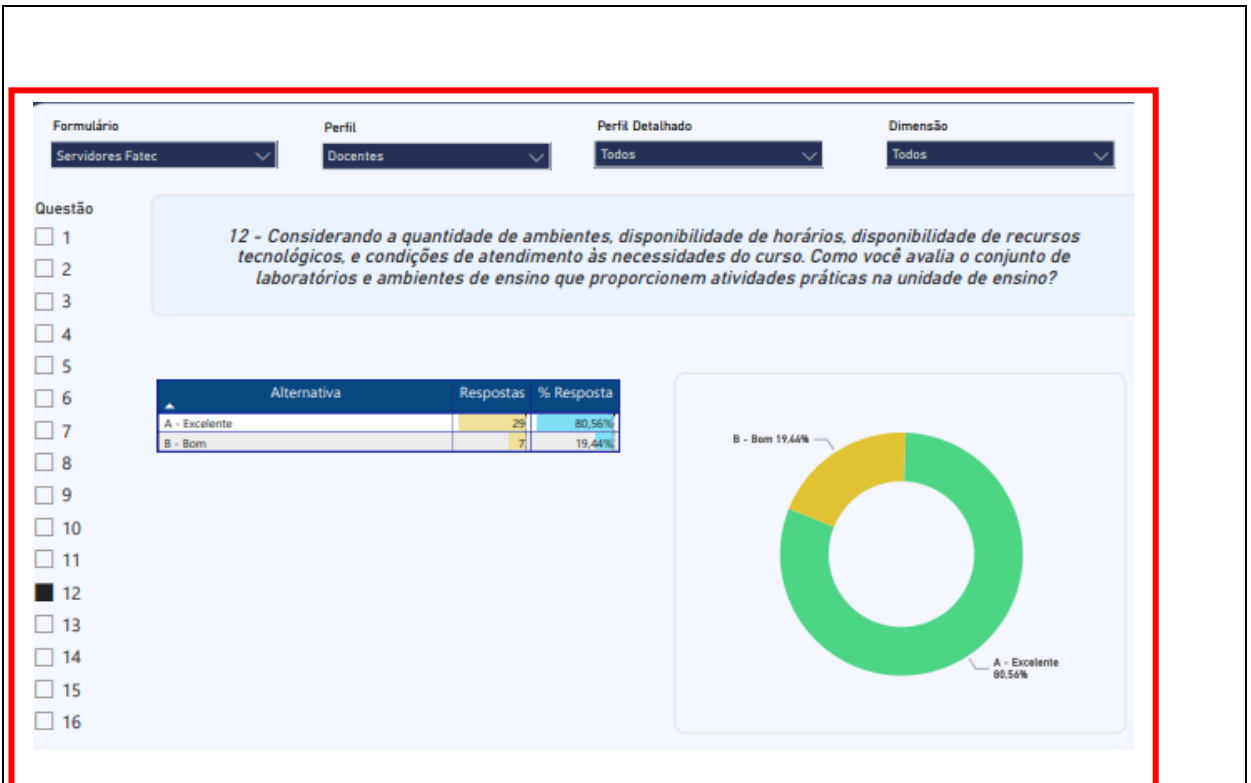 Formulário
Perfil
Perfil Detalhado
Dimensão
Servidores Fatec
Docentes
Todos
Todos
Questão
1
2
3
4
5
6
7
8
9
10
11
12
13
14
15
16
12 - Considerando a quantidade de ambientes, disponibilidade de horários, disponibilidade de recursos
tecnológicos, e condições de atendimento às necessidades do curso. Como você avalia o conjunto de
laboratórios e ambientes de ensino que proporcionem atividades práticas na unidade de ensino?
Alternativa Respostas % Resposta
A - Excelente 29 80,56%
B - Bom 7 19,44%
B - Bom 19,44%
A - Excelente
80,56%